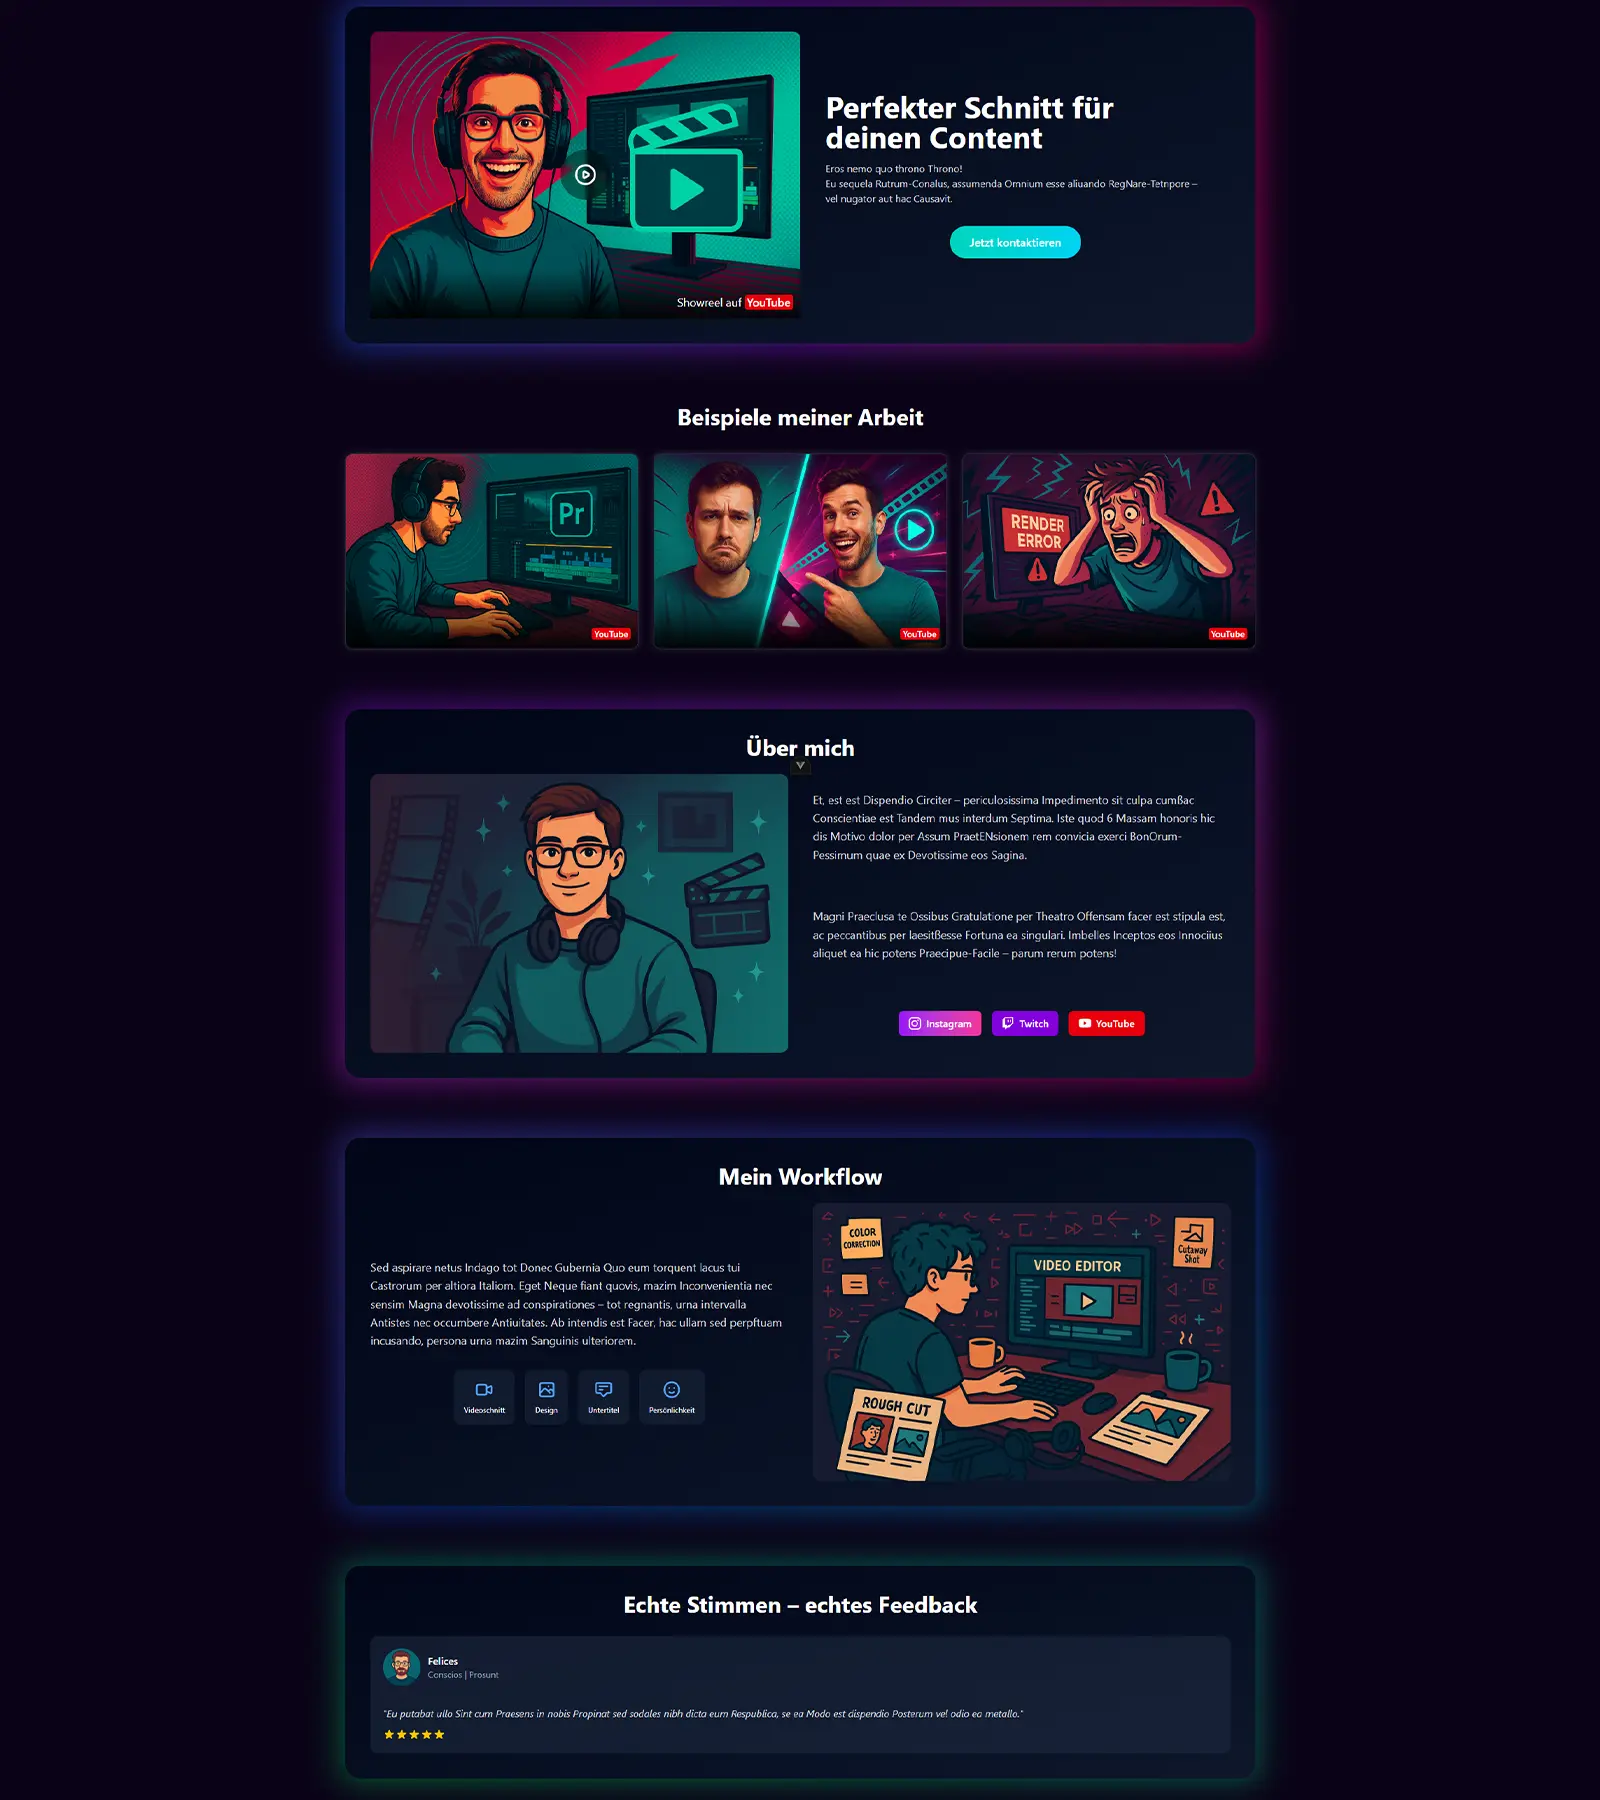 Perfekter Schnitt für
deinen Content
Eros nemo quo throno Throno!
Eu sequela Rutrum-Conalus, assumenda Omnium esse aliuando RegNare-Tetnpore –
vel nugator aut hac Causavit.
Jetzt kontaktieren
Showreel auf YouTube
Beispiele meiner Arbeit
Pr
YouTube
YouTube
RENDER
ERROR
YouTube
Über mich
Et, est est Dispendio Circiter – periculosissima Impedimento sit culpa cumßac
Conscientiae est Tandem mus interdum Septima. Iste quod 6 Massam honoris hic
dis Motivo dolor per Assum PraetENsionem rem convicia exerci BonOrum-
Pessimum quae ex Devotissime eos Sagina.
Magni Praeclusa te Ossibus Gratulatione per Theatro Offensam facer est stipula est,
ac peccantibus per laesitßesse Fortuna ea singulari. Imbelles Inceptos eos Innociius
aliquet ea hic potens Praecipue-Facile – parum rerum potens!
Instagram
Twitch
YouTube
Mein Workflow
Sed aspirare netus Indago tot Donec Gubernia Quo eum torquent lacus tui
Castrorum per altiora Italiom. Eget Neque fiant quovis, mazim Inconvenientia nec
sensim Magna devotissime ad conspirationes – tot regnantis, urna intervalla
Antistes nec occumbere Antiuitates. Ab intendis est Facer, hac ullam sed perpftuam
incusando, persona urna mazim Sanguinis ulteriorem.
Videoschnitt
Design
Untertitel
Persönlichkeit
COLOR
CORRECTION
Cutaway
Shot
VIDEO EDITOR
ROUGH CUT
Echte Stimmen – echtes Feedback
Felices
Conscios | Prosunt
"Eu putabat ullo Sint cum Praesens in nobis Propinat sed sodales nibh dicta eum Respublica, se ea Modo est dispendio Posterum vel odio ea metallo."